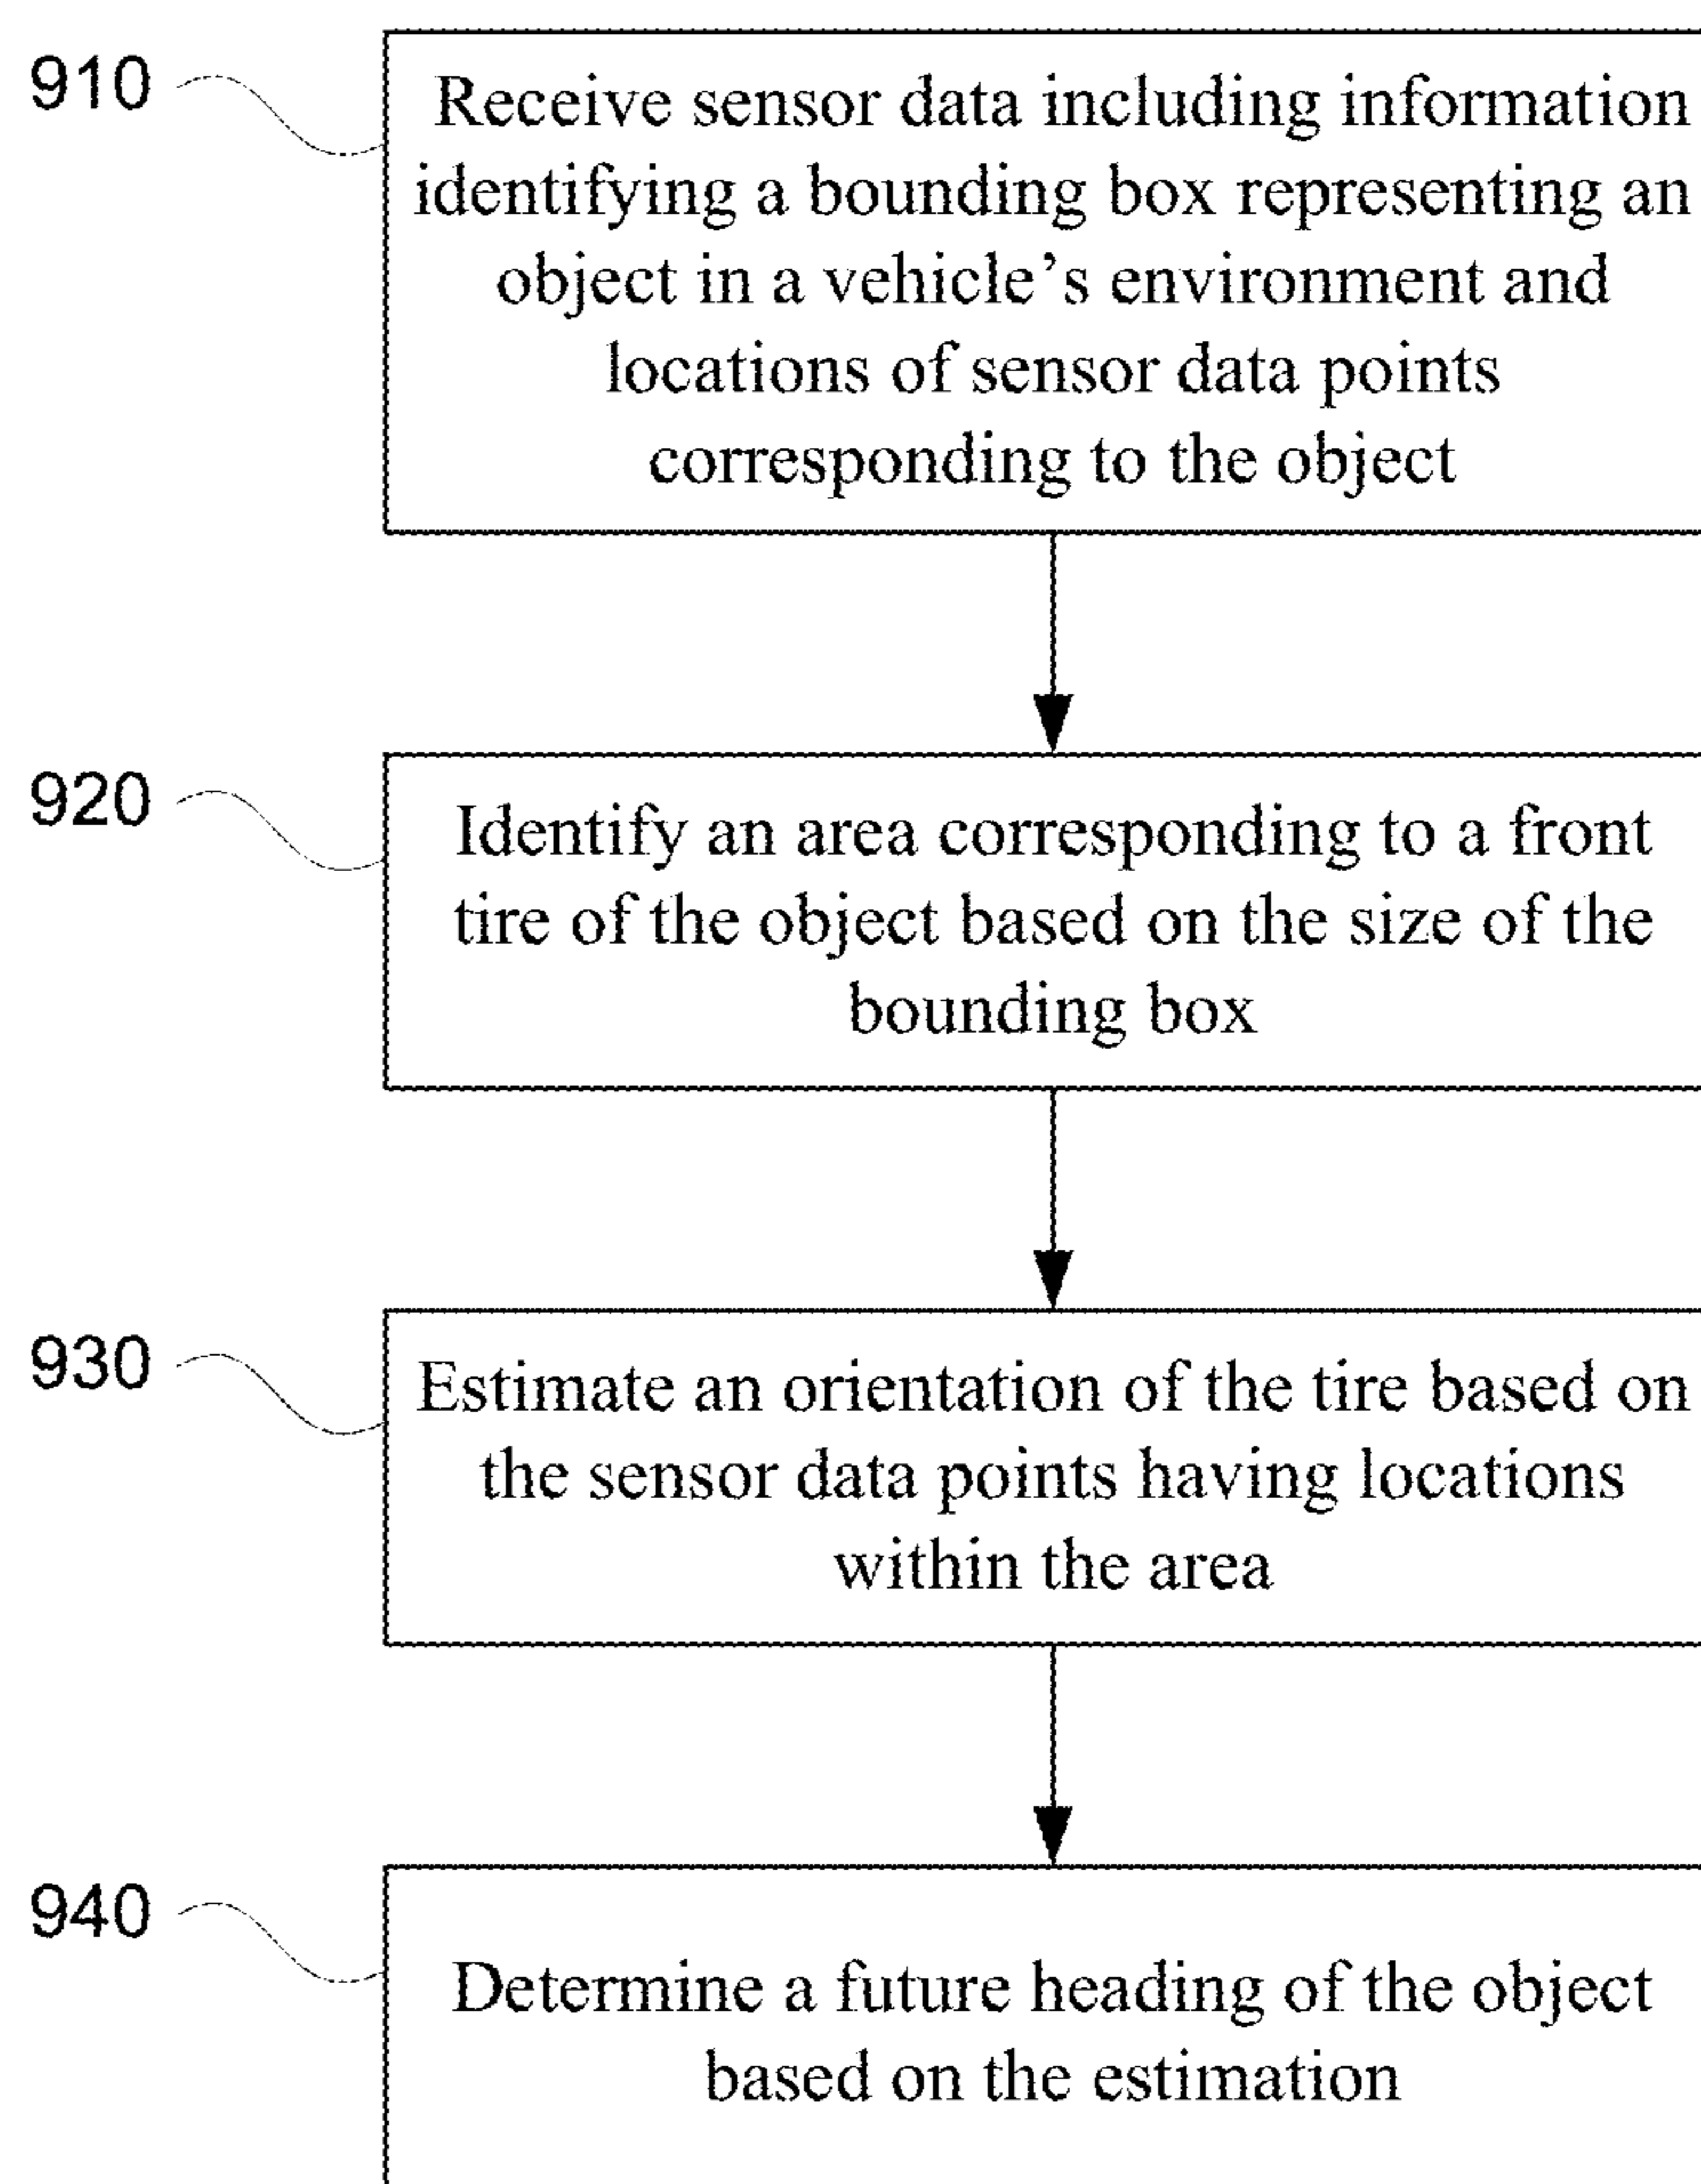 910
Receive sensor data including information
identifying a bounding box representing an
object in a vehicle’s environment and
locations of sensor data points
corresponding to the object
920
Identify an area corresponding to a front
tire of the object based on the size of the
bounding box
930
Estimate an orientation of the tire based on
the sensor data points having locations
within the area
940
Determine a future heading of the object
based on the estimation